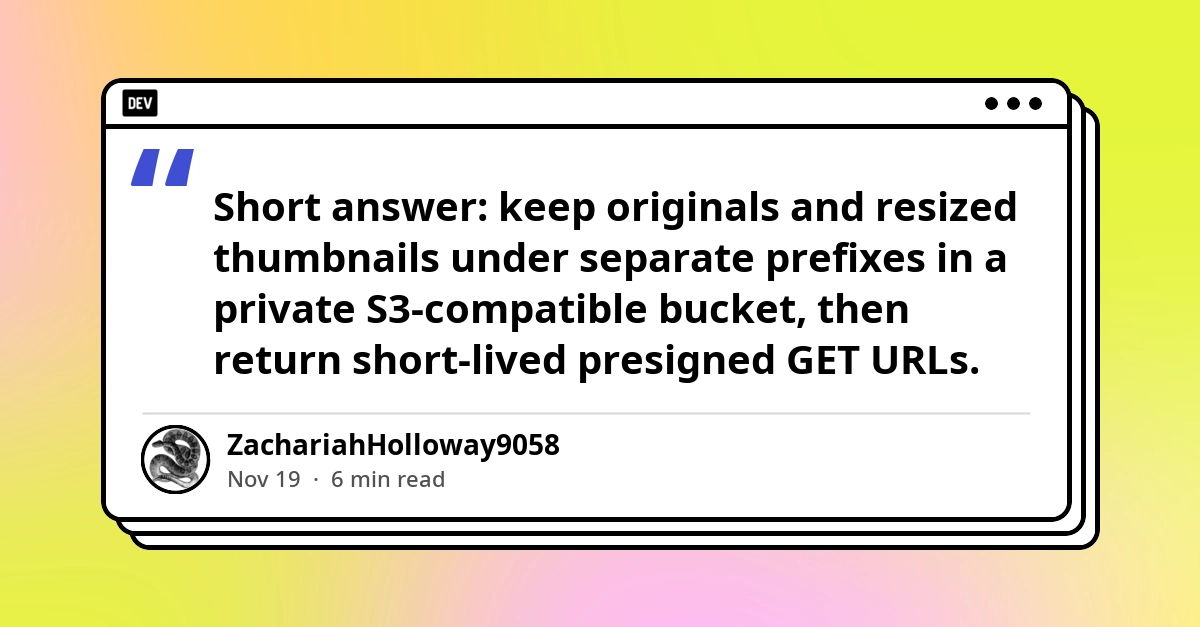 DEV
Short answer: keep originals and resized
thumbnails under separate prefixes in a
private S3-compatible bucket, then
return short-lived presigned GET URLs.
ZachariahHolloway9058
Nov 19 · 6 min read